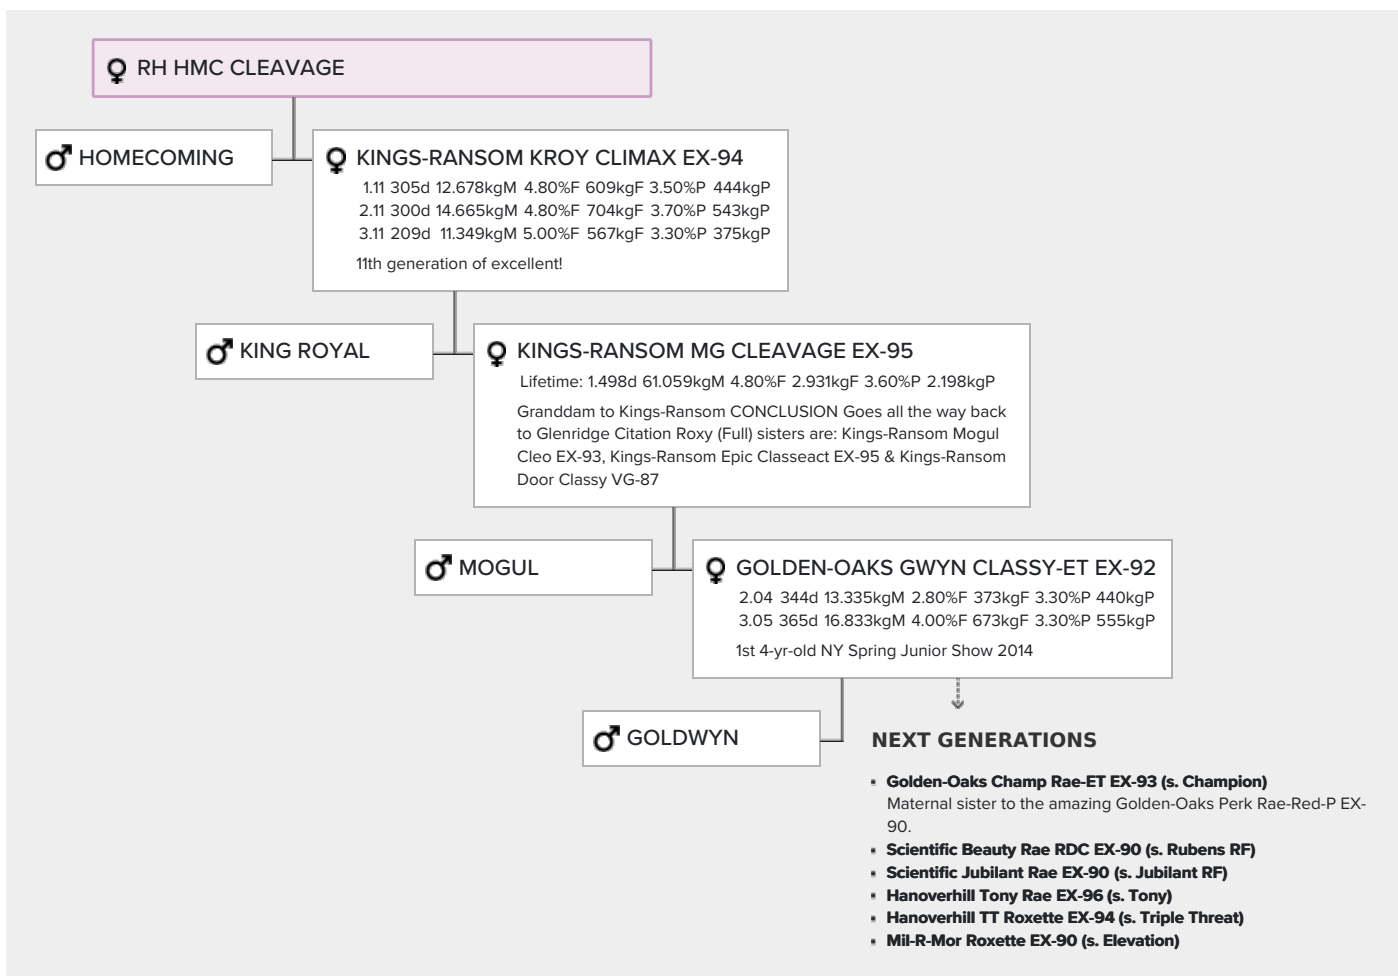 RH HMC CLEAVAGE
HOMECOMING
KINGS-RANSOM KROY CLIMAX EX-94
1.11 305d 12.678kgM 4.80%F 609kgF 3.50%P 444kgP
2.11 300d 14.665kgM 4.80%F 704kgF 3.70%P 543kgP
3.11 209d 11.349kgM 5.00%F 567kgF 3.30%P 375kgP
11th generation of excellent!
KING ROYAL
KINGS-RANSOM MG CLEAVAGE EX-95
Lifetime: 1.498d 61.059kgM 4.80%F 2.931kgF 3.60%P 2.198kgP
Granddam to Kings-Ransom CONCLUSION Goes all the way back
to Glenridge Citation Roxy (Full) sisters are: Kings-Ransom Mogul
Cleo EX-93, Kings-Ransom Epic Classeact EX-95 & Kings-Ransom
Door Classy VG-87
MOGUL
GOLDEN-OAKS GWYN CLASSY-ET EX-92
2.04 344d 13.335kgM 2.80%F 373kgF 3.30%P 440kgP
3.05 365d 16.833kgM 4.00%F 673kgF 3.30%P 555kgP
1st 4-yr-old NY Spring Junior Show 2014
GOLDWYN
NEXT GENERATIONS
Golden-Oaks Champ Rae-ET EX-93 (s. Champion)
Maternal sister to the amazing Golden-Oaks Perk Rae-Red-P EX-
90.
Scientific Beauty Rae RDC EX-90 (s. Rubens RF)
Scientific Jubilant Rae EX-90 (s. Jubilant RF)
Hanoverhill Tony Rae EX-96 (s. Tony)
Hanoverhill TT Roxette EX-94 (s. Triple Threat)
Mil-R-Mor Roxette EX-90 (s. Elevation)